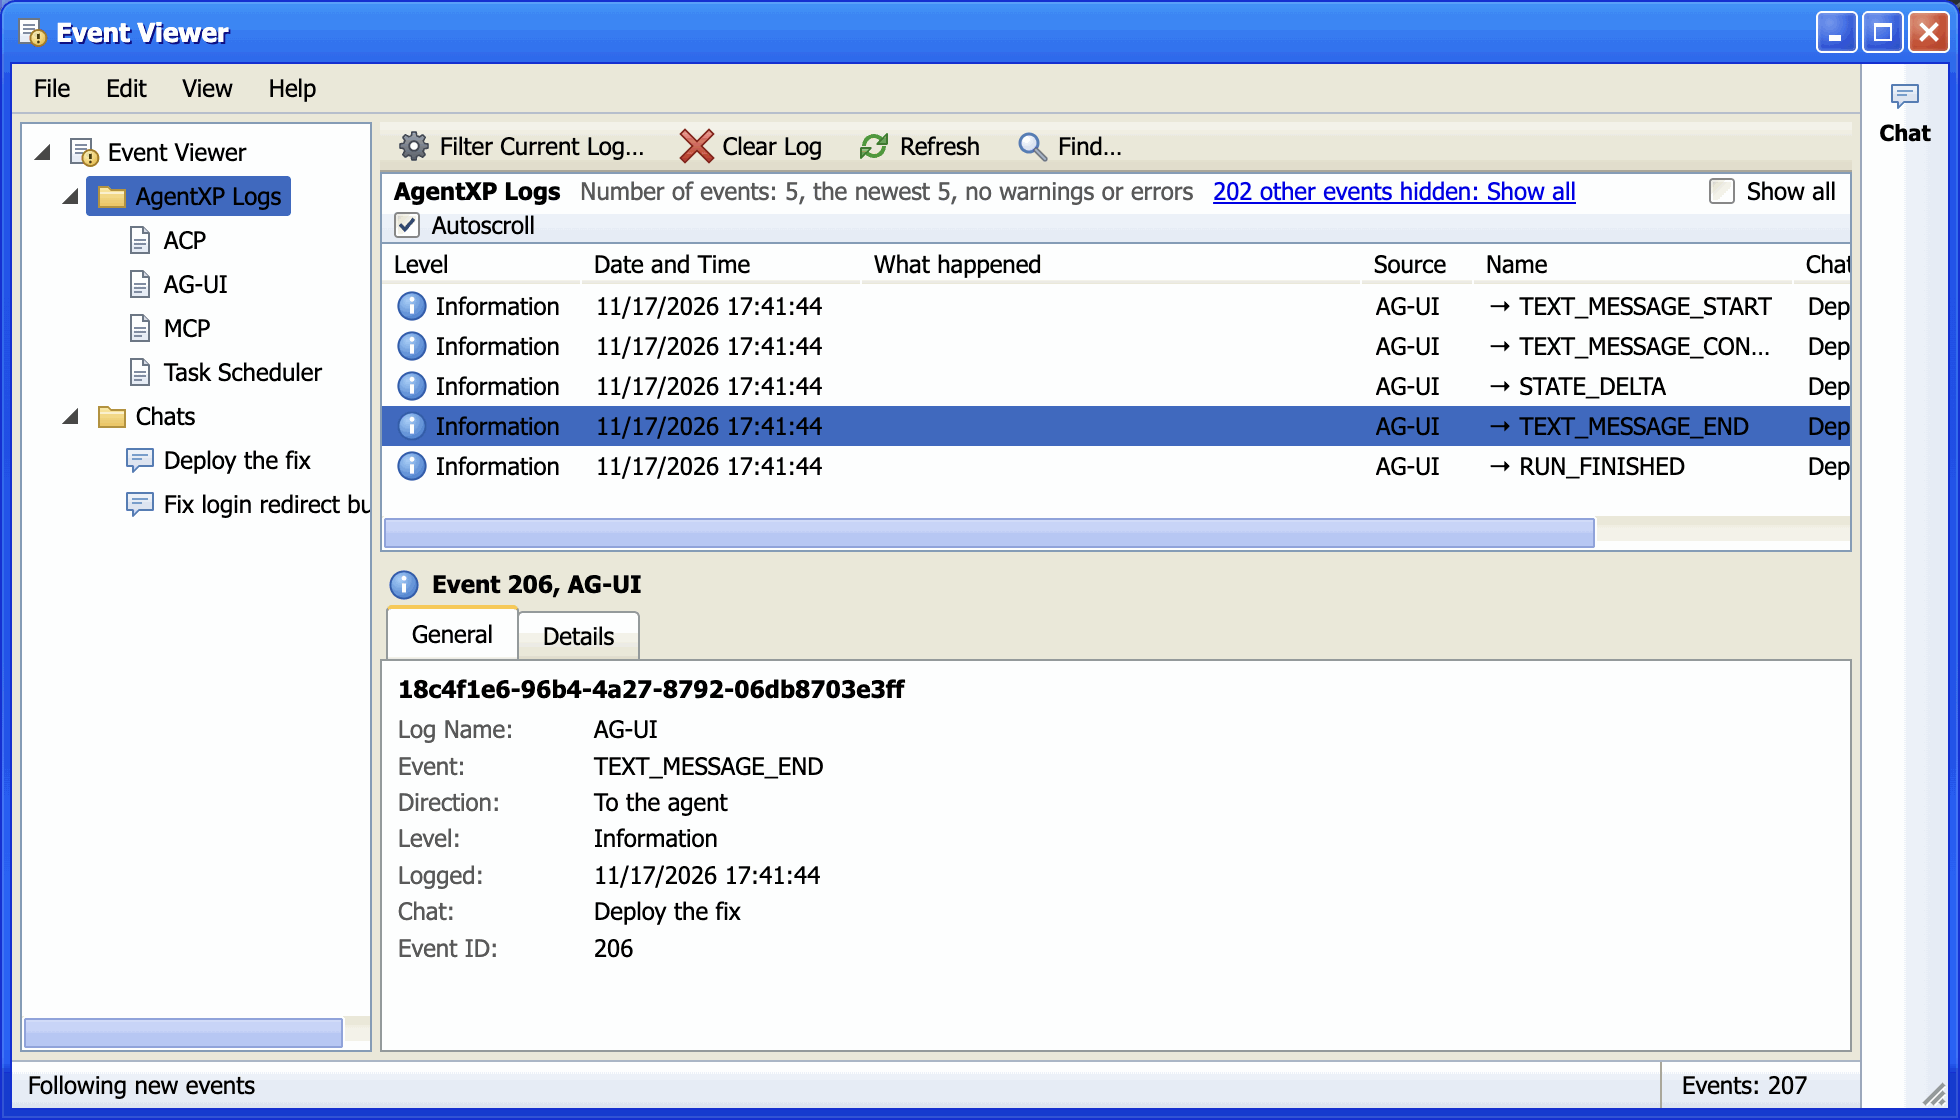 Event Viewer
File Edit View Help
Chat
Event Viewer
AgentXP Logs
ACP
AG-UI
MCP
Task Scheduler
Chats
Deploy the fix
Fix login redirect bu
Filter Current Log... Clear Log Refresh Find...
AgentXP Logs Number of events: 5, the newest 5, no warnings or errors 202 other events hidden: Show all Show all
Autoscroll
Level Date and Time What happened Source Name Chat
Information 11/17/2026 17:41:44 AG-UI → TEXT_MESSAGE_START Dep
Information 11/17/2026 17:41:44 AG-UI → TEXT_MESSAGE_CON... Dep
Information 11/17/2026 17:41:44 AG-UI → STATE_DELTA Dep
Information 11/17/2026 17:41:44 AG-UI → TEXT_MESSAGE_END Dep
Information 11/17/2026 17:41:44 AG-UI → RUN_FINISHED Dep
Event 206, AG-UI
General Details
18c4f1e6-96b4-4a27-8792-06db8703e3ff
Log Name: AG-UI
Event: TEXT_MESSAGE_END
Direction: To the agent
Level: Information
Logged: 11/17/2026 17:41:44
Chat: Deploy the fix
Event ID: 206
Following new events
Events: 207